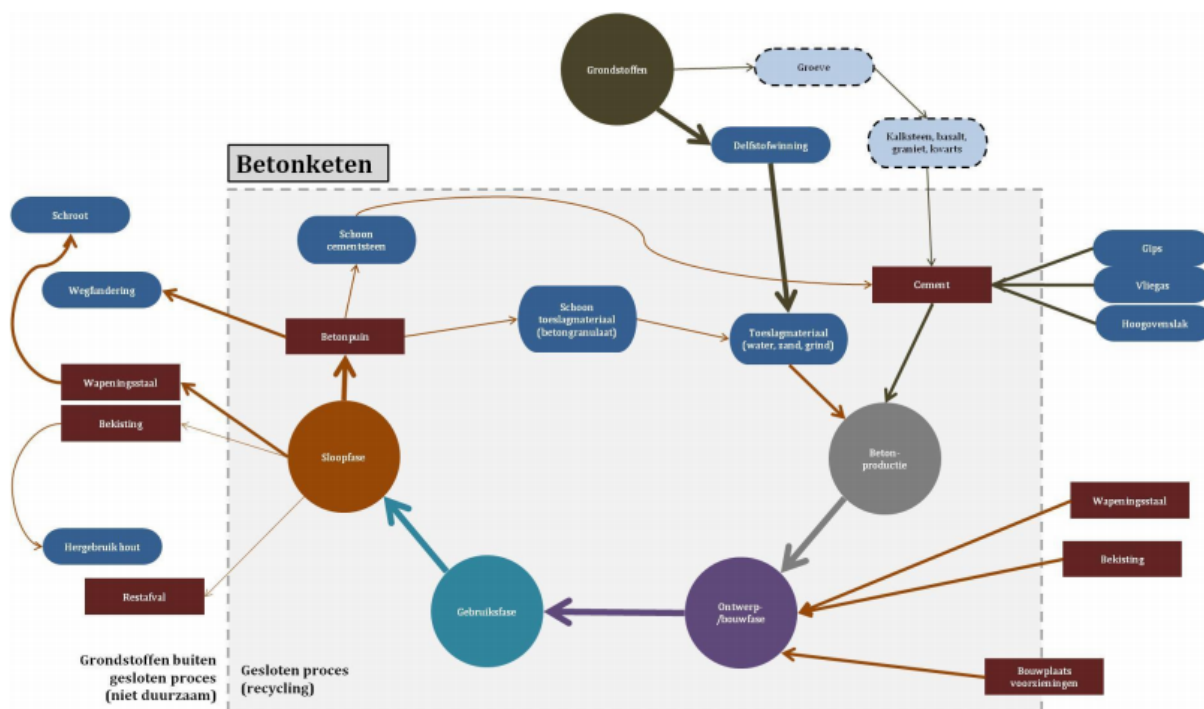 Grondstoffen
Groeve
Delfstofwinning
Kalksteen, basalt,
graniet, kwarts
Betonketen
Schroot
Schoon
cementsteen
Gips
Wegfundering
Cement
Vliegas
Schoon
toeslagmateriaal
(betongranulaat)
Hoogovenslak
Betonpuin
Toeslagmateriaal
(water, zand, grind)
Wapeningsstaal
Bekisting
Sloopfase
Beton-
productie
Wapeningsstaal
Hergebruik hout
Bekisting
Restafval
Gebruiksfase
Ontwerp-
/bouwfase
Grondstoffen buiten
gesloten proces
(niet duurzaam)
Gesloten proces
(recycling)
Bouwplaats
voorzieningen